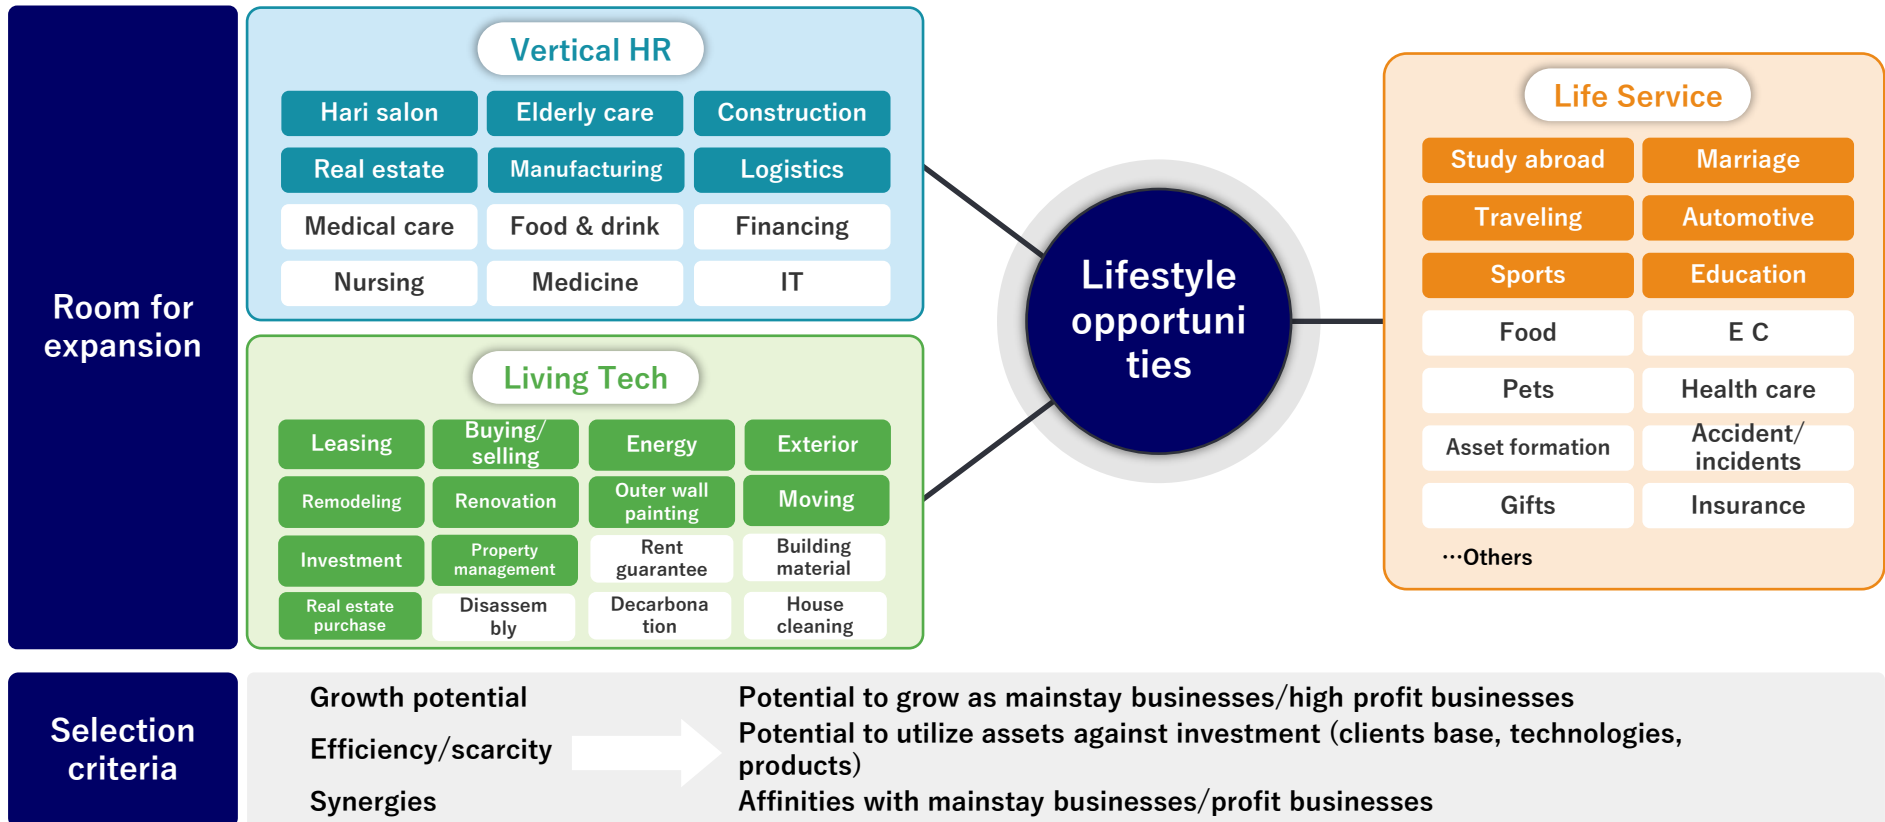 Room for
expansion
Vertical HR
Hari salon
Elderly care
Construction
Real estate
Manufacturing
Logistics
Medical care
Food & drink
Financing
Nursing
Medicine
IT
Living Tech
Leasing
Buying/
selling
Energy
Exterior
Remodeling
Renovation
Outer wall
painting
Moving
Investment
Property
management
Rent
guarantee
Building
material
Real estate
purchase
Disassem
bly
Decarbona
tion
House
cleaning
Lifestyle
opportuni
ties
Life Service
Study abroad
Marriage
Traveling
Automotive
Sports
Education
Food
E C
Pets
Health care
Asset formation
Accident/
incidents
Gifts
Insurance
…Others
Selection
criteria
Growth potential
Potential to grow as mainstay businesses/high profit businesses
Efficiency/scarcity
Potential to utilize assets against investment (clients base, technologies,
products)
Synergies
Affinities with mainstay businesses/profit businesses